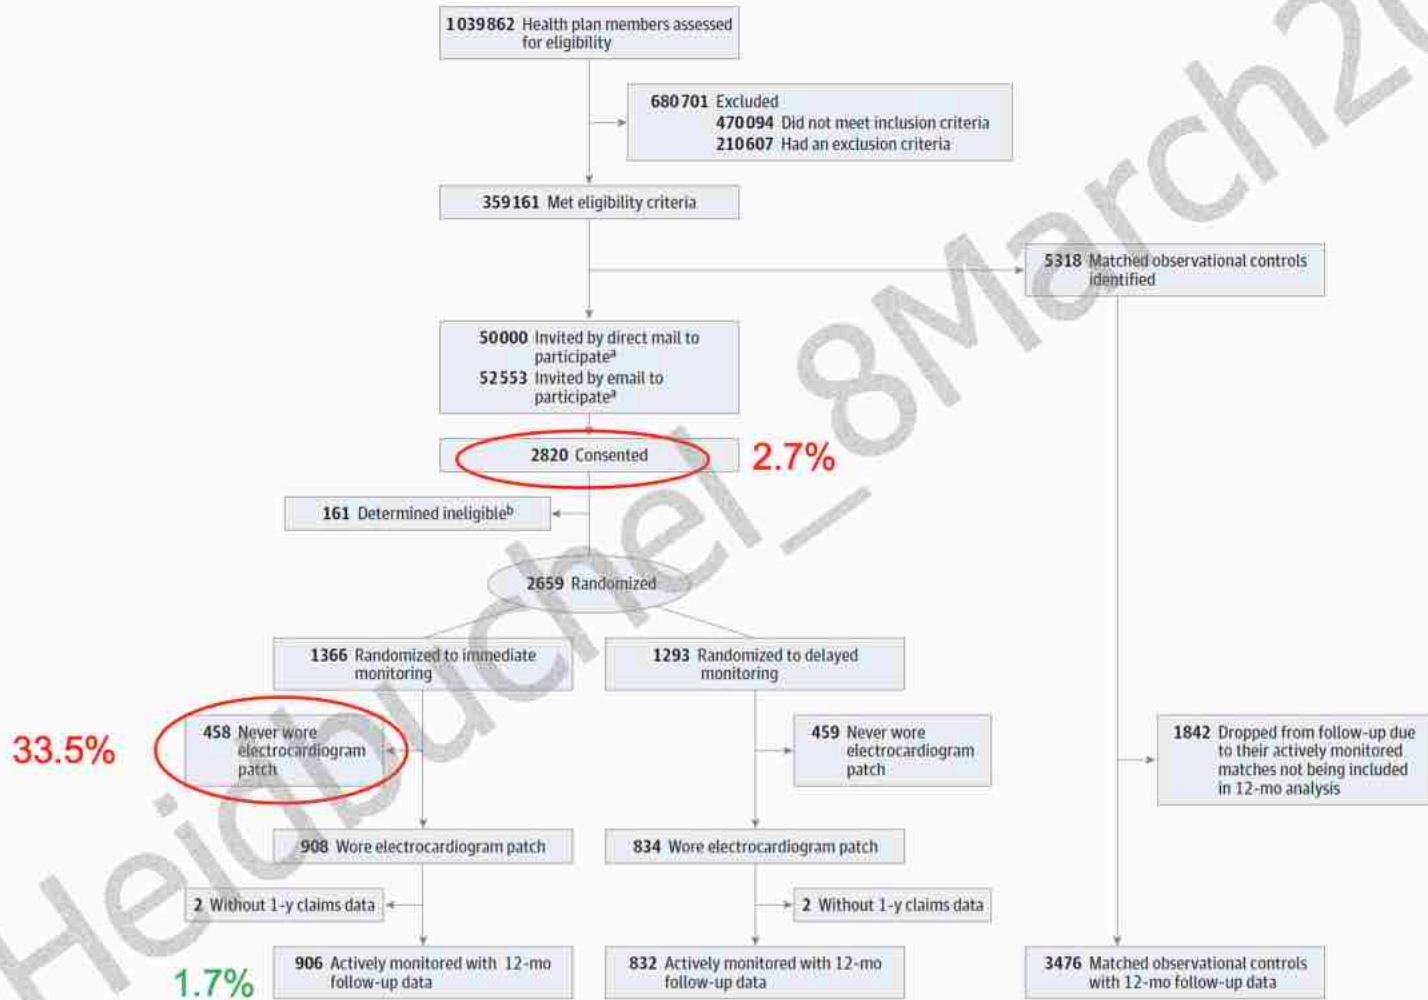 1039862 Health plan members assessed
for eligibility
680701 Excluded
470094 Did not meet inclusion criteria
210607 Had an exclusion criteria
359161 Met eligibility criteria
5318 Matched observational controls
identified
50000 Invited by direct mail to
participateᵃ
52553 Invited by email to
participateᵃ
2820 Consented
2.7%
161 Determined ineligibleᵇ
2659 Randomized
1366 Randomized to immediate
monitoring
1293 Randomized to delayed
monitoring
33.5%
458 Never wore
electrocardiogram
patch
459 Never wore
electrocardiogram
patch
1842 Dropped from follow-up due
to their actively monitored
matches not being included
in 12-mo analysis
908 Wore electrocardiogram patch
834 Wore electrocardiogram patch
2 Without 1-y claims data
2 Without 1-y claims data
1.7%
906 Actively monitored with 12-mo
follow-up data
832 Actively monitored with 12-mo
follow-up data
3476 Matched observational controls
with 12-mo follow-up data
Heidbuchel_8March2